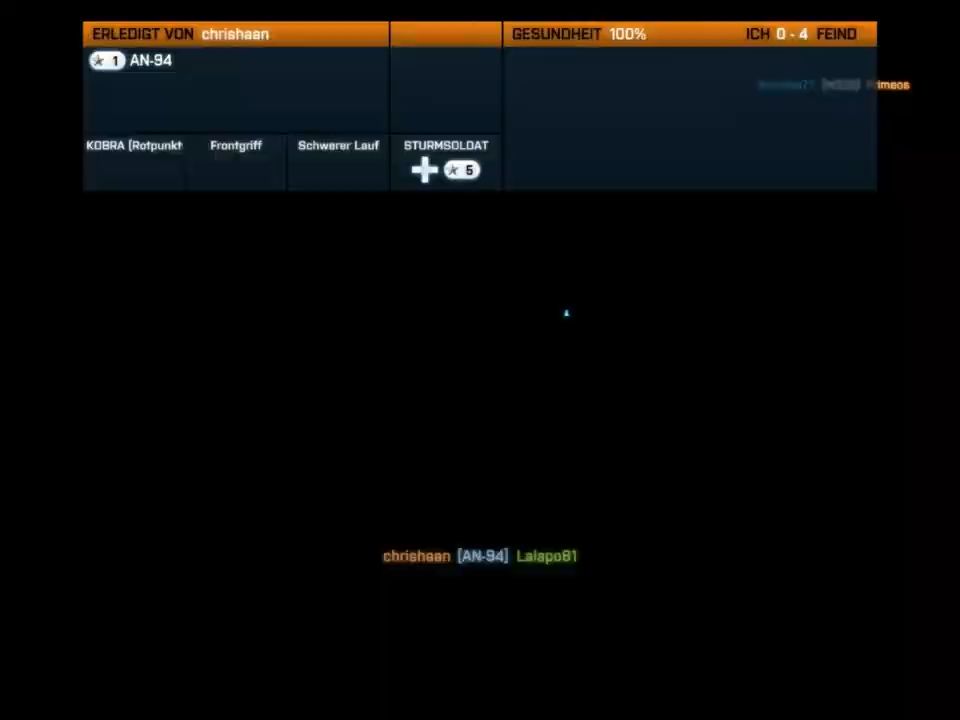 ERLEDIGT VON chrishaan
GESUNDHEIT 100%
ICH 0 - 4 FEIND
1 AN-94
KOBRA (Rotpunkt
Frontgriff
Schwerer Lauf
STURMSOLDAT
5
chrishaan [AN-94] Lalapo81